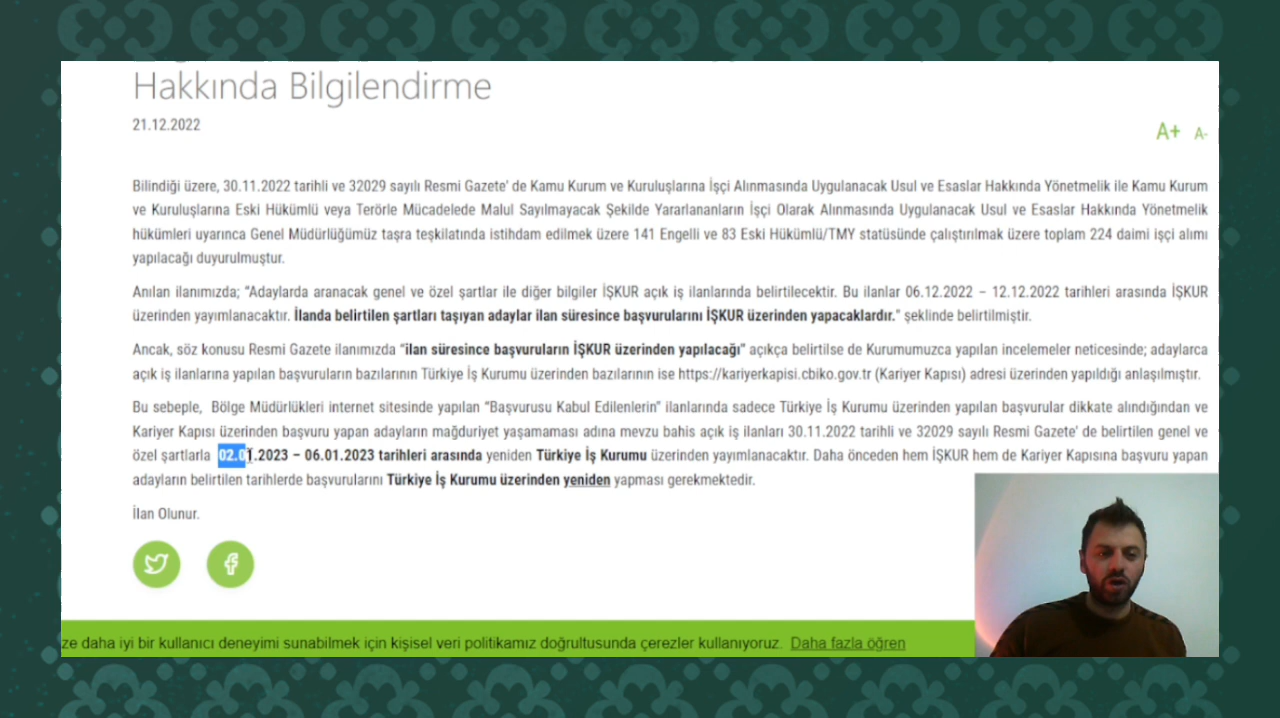 Hakkında Bilgilendirme
21.12.2022
A+ A-
Bilindiği üzere, 30.11.2022 tarihli ve 32029 sayılı Resmi Gazete' de Kamu Kurum ve Kuruluşlarına İşçi Alınmasında Uygulanacak Usul ve Esaslar Hakkında Yönetmelik ile Kamu Kurum
ve Kuruluşlarına Eski Hükümlü veya Terörle Mücadelede Malul Sayılmayacak Şekilde Yararlananların İşçi Olarak Alınmasında Uygulanacak Usul ve Esaslar Hakkında Yönetmelik
hükümleri uyarınca Genel Müdürlüğümüz taşra teşkilatında istihdam edilmek üzere 141 Engelli ve 83 Eski Hükümlü/TMY statüsünde çalıştırılmak üzere toplam 224 daimi işçi alımı
yapılacağı duyurulmuştur.
Anılan ilanımızda; "Adaylarda aranacak genel ve özel şartlar ile diğer bilgiler İŞKUR açık iş ilanlarında belirtilecektir. Bu ilanlar 06.12.2022 – 12.12.2022 tarihleri arasında İŞKUR
üzerinden yayımlanacaktır. İlanda belirtilen şartları taşıyan adaylar ilan süresince başvurularını İŞKUR üzerinden yapacaklardır." şeklinde belirtilmiştir.
Ancak, söz konusu Resmi Gazete ilanımızda "ilan süresince başvuruların İŞKUR üzerinden yapılacağı" açıkça belirtilse de Kurumumuzca yapılan incelemeler neticesinde; adaylarca
açık iş ilanlarına yapılan başvuruların bazılarının Türkiye İş Kurumu üzerinden bazılarının ise https://kariyerkapisi.cbiko.gov.tr (Kariyer Kapısı) adresi üzerinden yapıldığı anlaşılmıştır.
Bu sebeple, Bölge Müdürlükleri internet sitesinde yapılan "Başvurusu Kabul Edilenlerin" ilanlarında sadece Türkiye İş Kurumu üzerinden yapılan başvurular dikkate alındığından ve
Kariyer Kapısı üzerinden başvuru yapan adayların mağduriyet yaşamaması adına mevzu bahis açık iş ilanları 30.11.2022 tarihli ve 32029 sayılı Resmi Gazete' de belirtilen genel ve
özel şartlarla 02.01.2023 – 06.01.2023 tarihleri arasında yeniden Türkiye İş Kurumu üzerinden yayımlanacaktır. Daha önceden hem İŞKUR hem de Kariyer Kapısına başvuru yapan
adayların belirtilen tarihlerde başvurularını Türkiye İş Kurumu üzerinden yeniden yapması gerekmektedir.
İlan Olunur.
ze daha iyi bir kullanıcı deneyimi sunabilmek için kişisel veri politikamız doğrultusunda çerezler kullanıyoruz. Daha fazla öğren